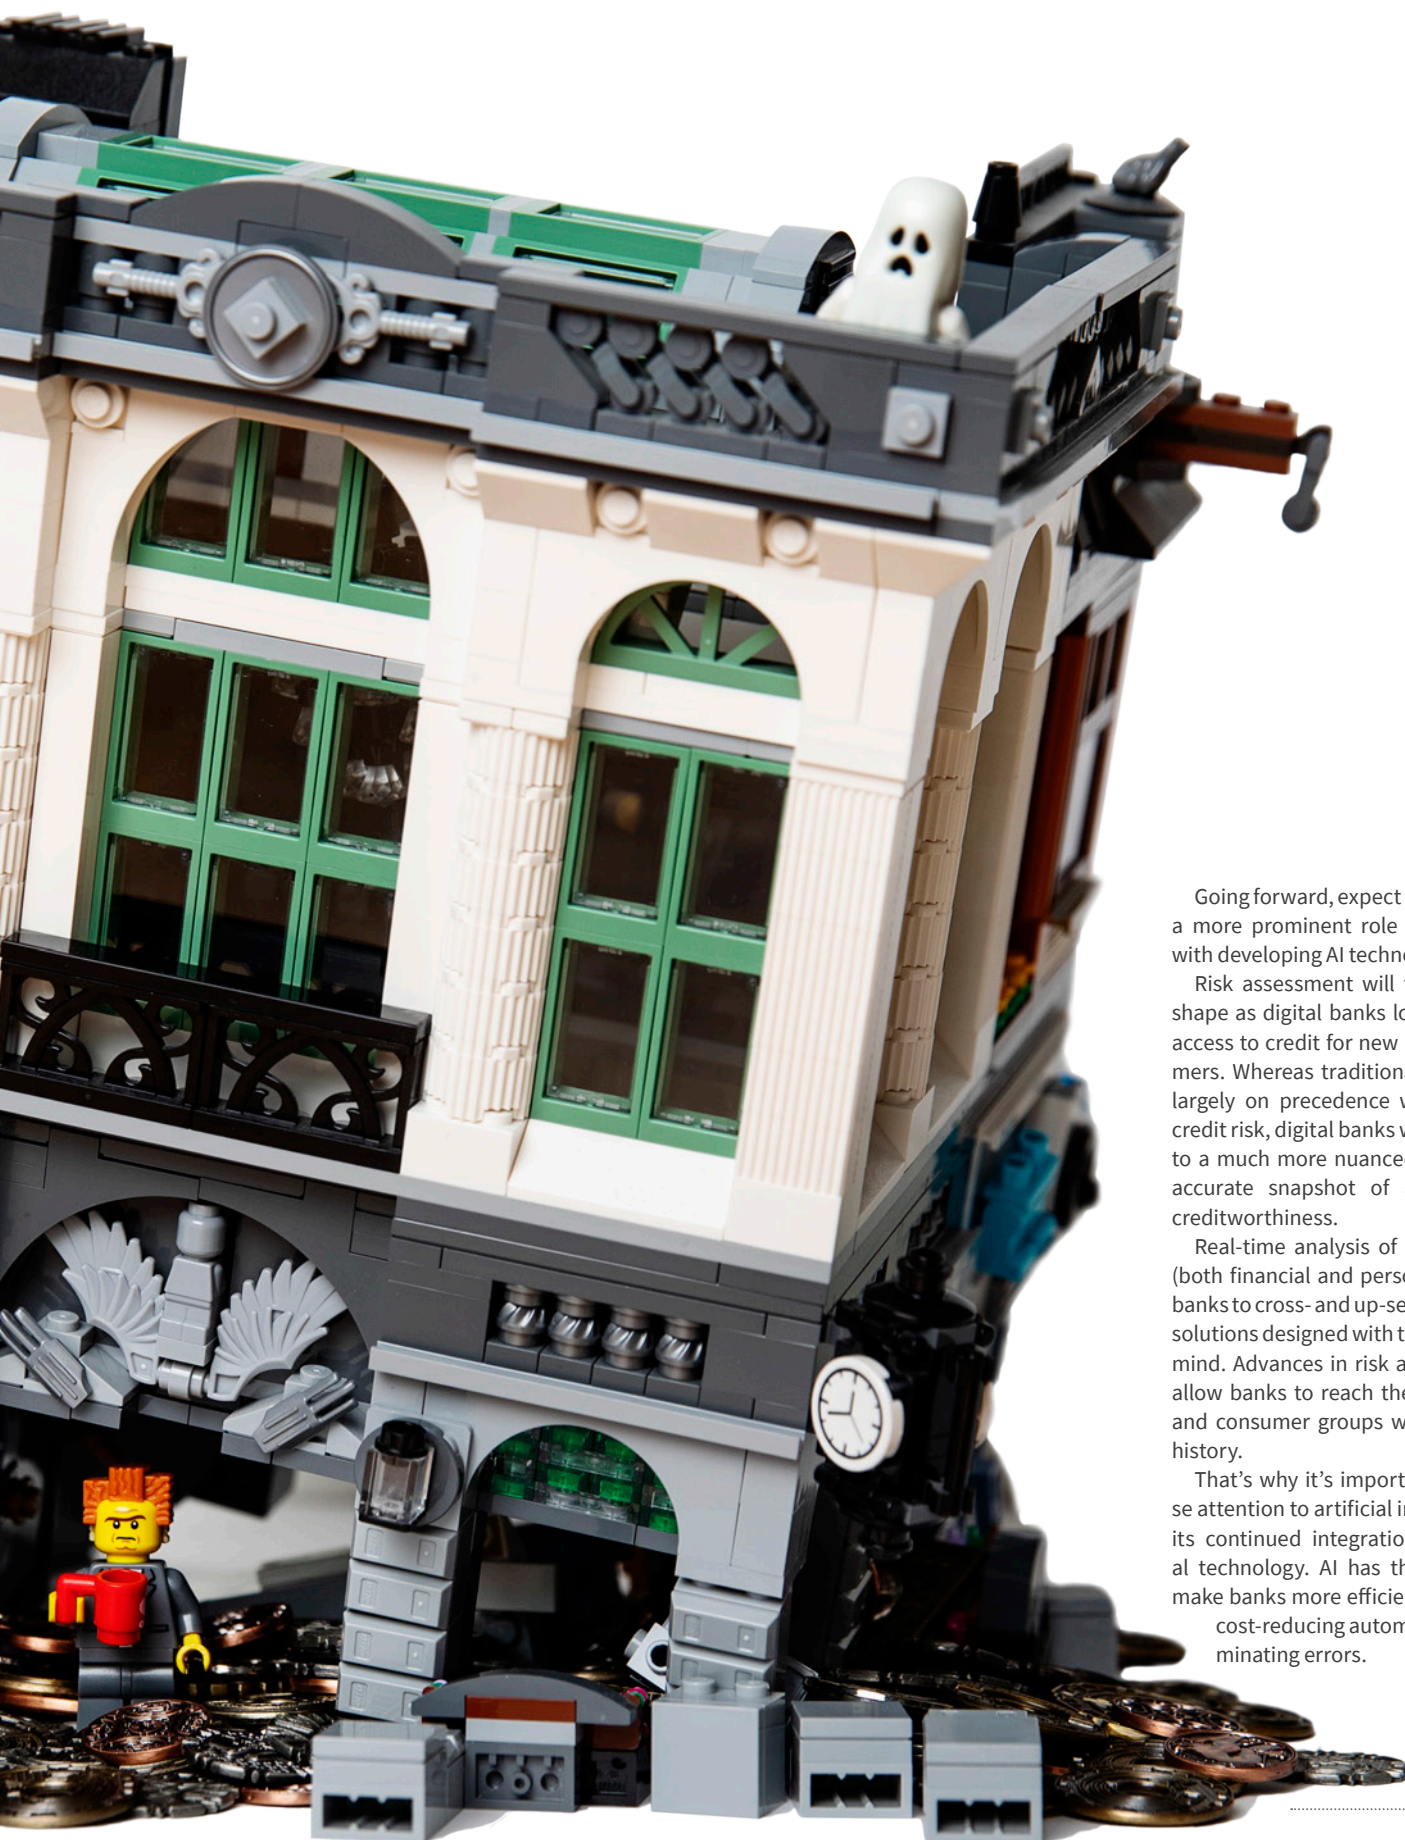 Going forward, expect
a more prominent role
with developing AI techno
Risk assessment will t
shape as digital banks lo
access to credit for new
mers. Whereas tradition
largely on precedence w
credit risk, digital banks w
to a much more nuanced
accurate snapshot of
creditworthiness.
Real-time analysis of
(both financial and perso
banks to cross- and up-se
solutions designed with t
mind. Advances in risk a
allow banks to reach the
and consumer groups w
history.
That's why it's import
se attention to artificial in
its continued integratio
al technology. AI has th
make banks more efficie
cost-reducing autom
minating errors.